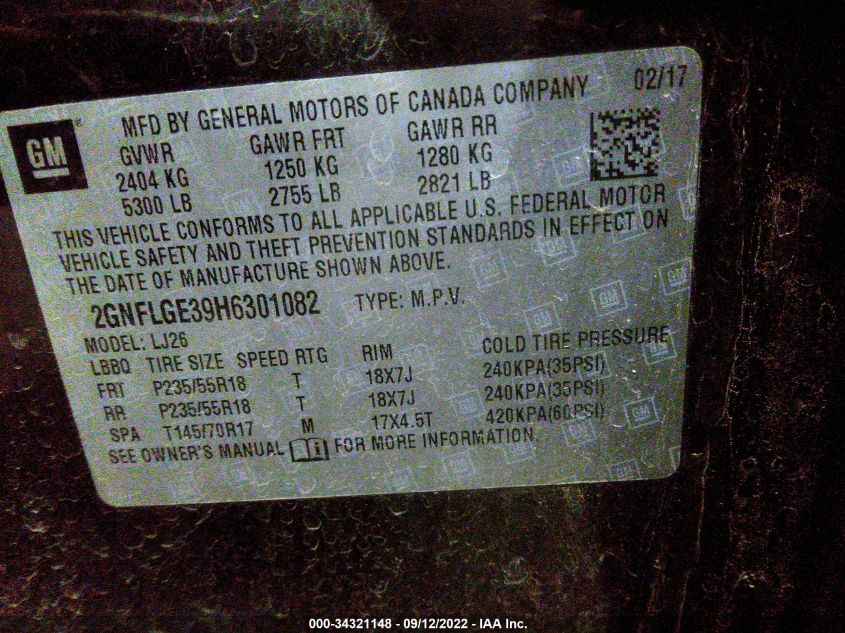 GM
MFD BY GENERAL MOTORS OF CANADA COMPANY 02/17
GVWR GAWR FRT GAWR RR
2404 KG 1250 KG 1280 KG
5300 LB 2755 LB 2821 LB
THIS VEHICLE CONFORMS TO ALL APPLICABLE U.S. FEDERAL MOTOR
VEHICLE SAFETY AND THEFT PREVENTION STANDARDS IN EFFECT ON
THE DATE OF MANUFACTURE SHOWN ABOVE.
2GNFLGE39H6301082 TYPE: M.P.V.
MODEL: LJ26
LBBQ TIRE SIZE SPEED RTG RIM COLD TIRE PRESSURE
FRT P235/55R18 T 18X7J 240KPA(35PSI)
RR P235/55R18 T 18X7J 240KPA(35PSI)
SPA T145/70R17 M 17X4.5T 420KPA(60PSI)
SEE OWNER'S MANUAL FOR MORE INFORMATION.
000-34321148 - 09/12/2022 - IAA Inc.